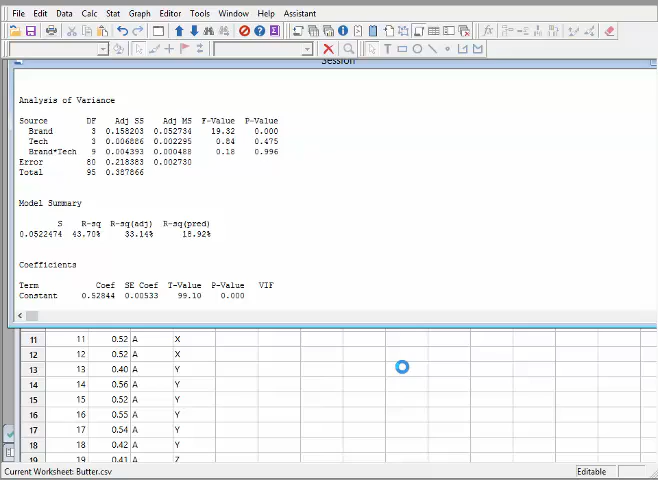 File Edit Data Calc Stat Graph Editor Tools Window Help Assistant
Session
Analysis of Variance
Source DF Adj SS Adj MS F-Value P-Value
Brand 3 0.158203 0.052734 19.32 0.000
Tech 3 0.006886 0.002295 0.84 0.475
Brand*Tech 9 0.004393 0.000488 0.18 0.996
Error 80 0.218383 0.002730
Total 95 0.387866
Model Summary
S R-sq R-sq(adj) R-sq(pred)
0.0522474 43.70% 33.14% 18.92%
Coefficients
Term Coef SE Coef T-Value P-Value VIF
Constant 0.52844 0.00533 99.10 0.000
11 11 0.52 A X
12 12 0.52 A X
13 13 0.40 A Y
14 14 0.56 A Y
15 15 0.52 A Y
16 16 0.55 A Y
17 17 0.54 A Y
18 18 0.42 A Y
19 19 0.41 A Z
Current Worksheet: Butter.csv Editable